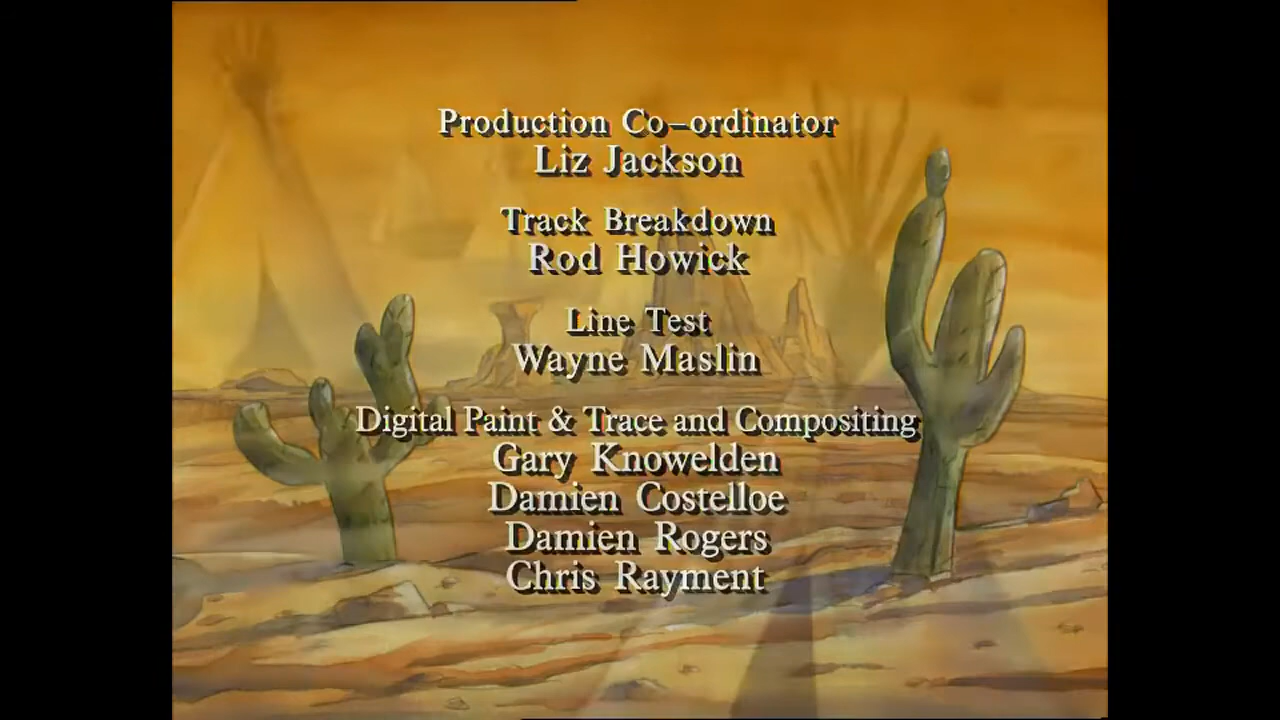 Production Co-ordinator
Liz Jackson
Track Breakdown
Rod Howick
Line Test
Wayne Maslin
Digital Paint & Trace and Compositing
Gary Knowelden
Damien Costelloe
Damien Rogers
Chris Rayment